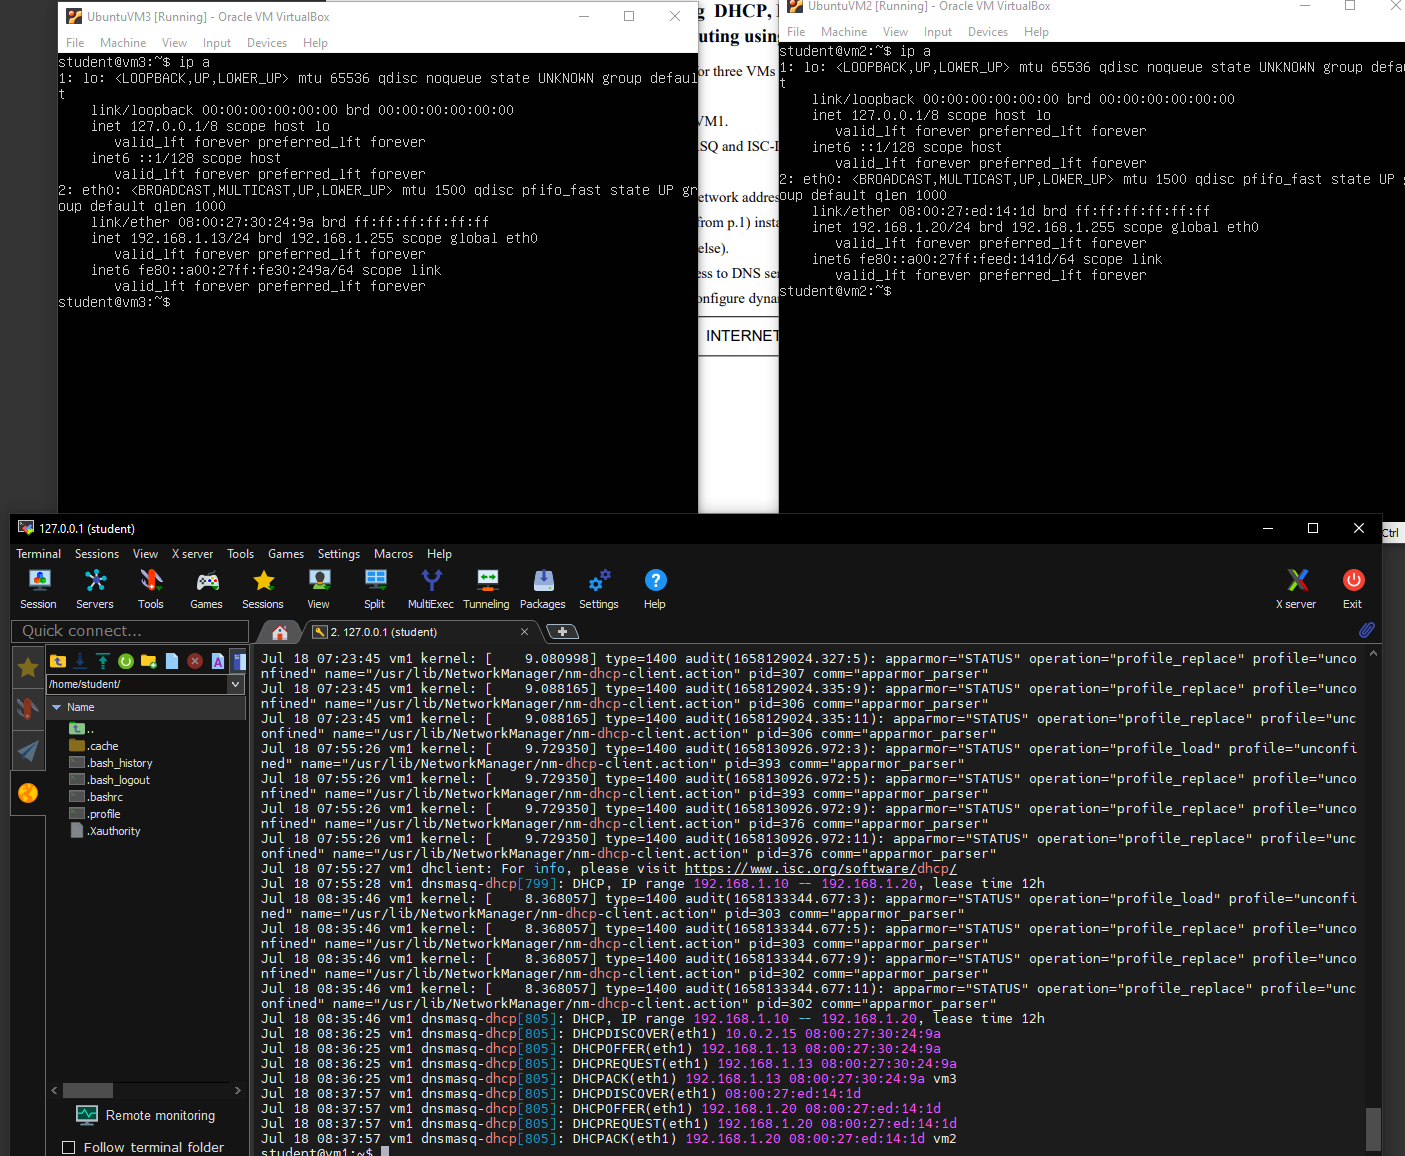 UbuntuVM3 [Running] - Oracle VM VirtualBox
File Machine View Input Devices Help
student@vm3:~$ ip a
1: lo: <LOOPBACK,UP,LOWER_UP> mtu 65536 qdisc noqueue state UNKNOWN group defaul
t
link/loopback 00:00:00:00:00:00 brd 00:00:00:00:00:00
inet 127.0.0.1/8 scope host lo
valid_lft forever preferred_lft forever
inet6 ::1/128 scope host
valid_lft forever preferred_lft forever
2: eth0: <BROADCAST,MULTICAST,UP,LOWER_UP> mtu 1500 qdisc pfifo_fast state UP gr
oup default qlen 1000
link/ether 08:00:27:30:24:9a brd ff:ff:ff:ff:ff:ff
inet 192.168.1.13/24 brd 192.168.1.255 scope global eth0
valid_lft forever preferred_lft forever
inet6 fe80::a00:27ff:fe30:249a/64 scope link
valid_lft forever preferred_lft forever
student@vm3:~$
g DHCP,
uting using
or three VMs
VM1.
SQ and ISC-
etwork addres
from p.1) insta
else).
ess to DNS se
onfigure dyna
INTERNET
UbuntuVM2 [Running] - Oracle VM VirtualBox
File Machine View Input Devices Help
student@vm2:~$ ip a
1: lo: <LOOPBACK,UP,LOWER_UP> mtu 65536 qdisc noqueue state UNKNOWN group defau
t
link/loopback 00:00:00:00:00:00 brd 00:00:00:00:00:00
inet 127.0.0.1/8 scope host lo
valid_lft forever preferred_lft forever
inet6 ::1/128 scope host
valid_lft forever preferred_lft forever
2: eth0: <BROADCAST,MULTICAST,UP,LOWER_UP> mtu 1500 qdisc pfifo_fast state UP g
oup default qlen 1000
link/ether 08:00:27:ed:14:1d brd ff:ff:ff:ff:ff:ff
inet 192.168.1.20/24 brd 192.168.1.255 scope global eth0
valid_lft forever preferred_lft forever
inet6 fe80::a00:27ff:feed:141d/64 scope link
valid_lft forever preferred_lft forever
student@vm2:~$
Ctrl
127.0.0.1 (student)
Terminal Sessions View X server Tools Games Settings Macros Help
Session Servers Tools Games Sessions View Split MultiExec Tunneling Packages Settings Help X server Exit
Quick connect...
2. 127.0.0.1 (student)
/home/student/
Name
..
.cache
.bash_history
.bash_logout
.bashrc
.profile
.Xauthority
Remote monitoring
Follow terminal folder
Jul 18 07:23:45 vm1 kernel: [    9.080998] type=1400 audit(1658129024.327:5): apparmor="STATUS" operation="profile_replace" profile="unco
nfined" name="/usr/lib/NetworkManager/nm-dhcp-client.action" pid=307 comm="apparmor_parser"
Jul 18 07:23:45 vm1 kernel: [    9.088165] type=1400 audit(1658129024.335:9): apparmor="STATUS" operation="profile_replace" profile="unco
nfined" name="/usr/lib/NetworkManager/nm-dhcp-client.action" pid=306 comm="apparmor_parser"
Jul 18 07:23:45 vm1 kernel: [    9.088165] type=1400 audit(1658129024.335:11): apparmor="STATUS" operation="profile_replace" profile="unc
onfined" name="/usr/lib/NetworkManager/nm-dhcp-client.action" pid=306 comm="apparmor_parser"
Jul 18 07:55:26 vm1 kernel: [    9.729350] type=1400 audit(1658130926.972:3): apparmor="STATUS" operation="profile_load" profile="unconfi
ned" name="/usr/lib/NetworkManager/nm-dhcp-client.action" pid=393 comm="apparmor_parser"
Jul 18 07:55:26 vm1 kernel: [    9.729350] type=1400 audit(1658130926.972:5): apparmor="STATUS" operation="profile_replace" profile="unco
nfined" name="/usr/lib/NetworkManager/nm-dhcp-client.action" pid=393 comm="apparmor_parser"
Jul 18 07:55:26 vm1 kernel: [    9.729350] type=1400 audit(1658130926.972:9): apparmor="STATUS" operation="profile_replace" profile="unco
nfined" name="/usr/lib/NetworkManager/nm-dhcp-client.action" pid=376 comm="apparmor_parser"
Jul 18 07:55:26 vm1 kernel: [    9.729350] type=1400 audit(1658130926.972:11): apparmor="STATUS" operation="profile_replace" profile="unc
onfined" name="/usr/lib/NetworkManager/nm-dhcp-client.action" pid=376 comm="apparmor_parser"
Jul 18 07:55:27 vm1 dhclient: For info, please visit https://www.isc.org/software/dhcp/
Jul 18 07:55:28 vm1 dnsmasq-dhcp[799]: DHCP, IP range 192.168.1.10 -- 192.168.1.20, lease time 12h
Jul 18 08:35:46 vm1 kernel: [    8.368057] type=1400 audit(1658133344.677:3): apparmor="STATUS" operation="profile_load" profile="unconfi
ned" name="/usr/lib/NetworkManager/nm-dhcp-client.action" pid=303 comm="apparmor_parser"
Jul 18 08:35:46 vm1 kernel: [    8.368057] type=1400 audit(1658133344.677:5): apparmor="STATUS" operation="profile_replace" profile="unco
nfined" name="/usr/lib/NetworkManager/nm-dhcp-client.action" pid=303 comm="apparmor_parser"
Jul 18 08:35:46 vm1 kernel: [    8.368057] type=1400 audit(1658133344.677:9): apparmor="STATUS" operation="profile_replace" profile="unco
nfined" name="/usr/lib/NetworkManager/nm-dhcp-client.action" pid=302 comm="apparmor_parser"
Jul 18 08:35:46 vm1 kernel: [    8.368057] type=1400 audit(1658133344.677:11): apparmor="STATUS" operation="profile_replace" profile="unc
onfined" name="/usr/lib/NetworkManager/nm-dhcp-client.action" pid=302 comm="apparmor_parser"
Jul 18 08:35:46 vm1 dnsmasq-dhcp[805]: DHCP, IP range 192.168.1.10 -- 192.168.1.20, lease time 12h
Jul 18 08:36:25 vm1 dnsmasq-dhcp[805]: DHCPDISCOVER(eth1) 10.0.2.15 08:00:27:30:24:9a
Jul 18 08:36:25 vm1 dnsmasq-dhcp[805]: DHCPOFFER(eth1) 192.168.1.13 08:00:27:30:24:9a
Jul 18 08:36:25 vm1 dnsmasq-dhcp[805]: DHCPREQUEST(eth1) 192.168.1.13 08:00:27:30:24:9a
Jul 18 08:36:25 vm1 dnsmasq-dhcp[805]: DHCPACK(eth1) 192.168.1.13 08:00:27:30:24:9a vm3
Jul 18 08:37:57 vm1 dnsmasq-dhcp[805]: DHCPDISCOVER(eth1) 08:00:27:ed:14:1d
Jul 18 08:37:57 vm1 dnsmasq-dhcp[805]: DHCPOFFER(eth1) 192.168.1.20 08:00:27:ed:14:1d
Jul 18 08:37:57 vm1 dnsmasq-dhcp[805]: DHCPREQUEST(eth1) 192.168.1.20 08:00:27:ed:14:1d
Jul 18 08:37:57 vm1 dnsmasq-dhcp[805]: DHCPACK(eth1) 192.168.1.20 08:00:27:ed:14:1d vm2
student@vm1:~$